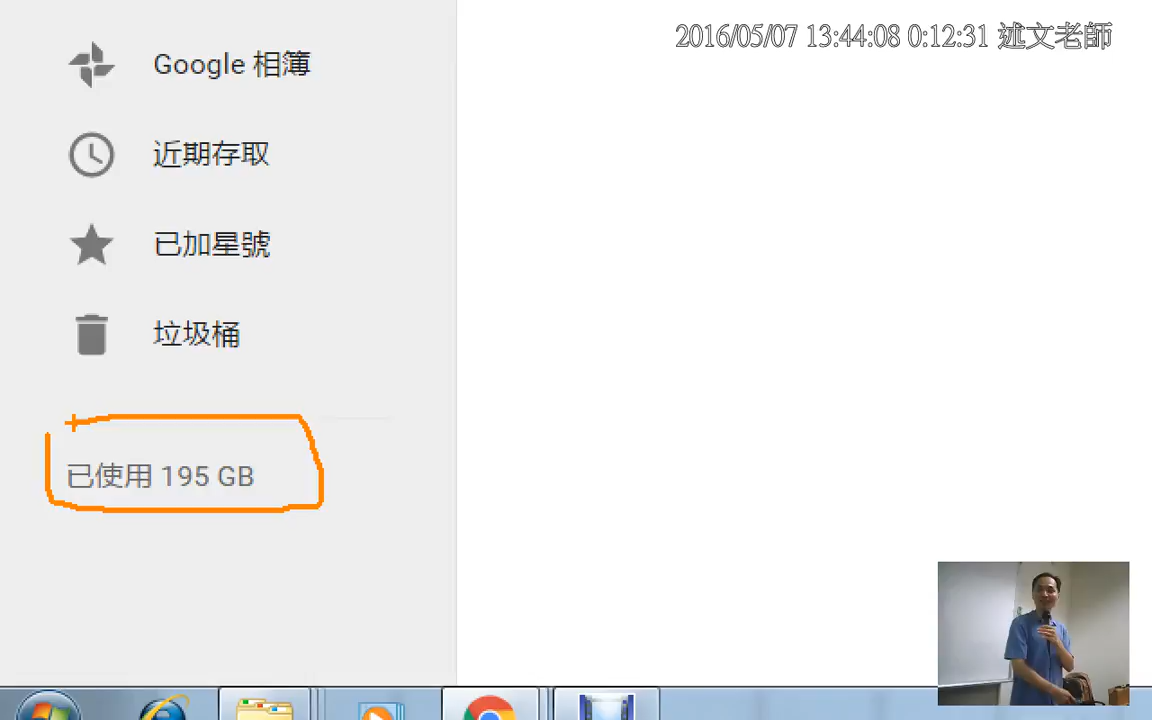 2016/05/07 13:44:08 0:12:31 述文老師
Google 相簿
近期存取
已加星號
垃圾桶
已使用 195 GB